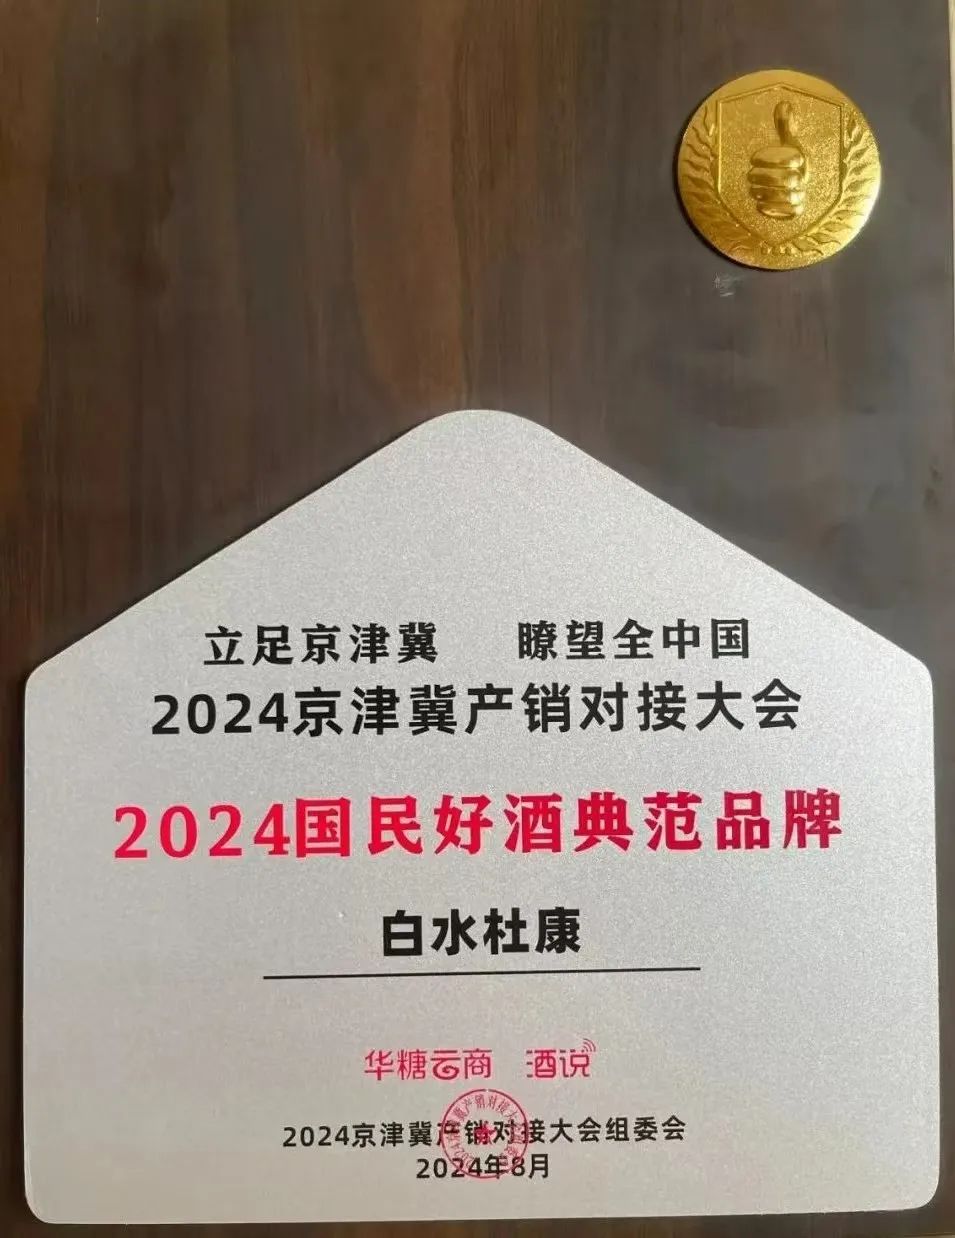 立足京津冀 瞭望全中国
2024京津冀产销对接大会
2024国民好酒典范品牌
白水杜康
华糖云商 酒说
2024京津冀产销对接大会组委会
2024年8月